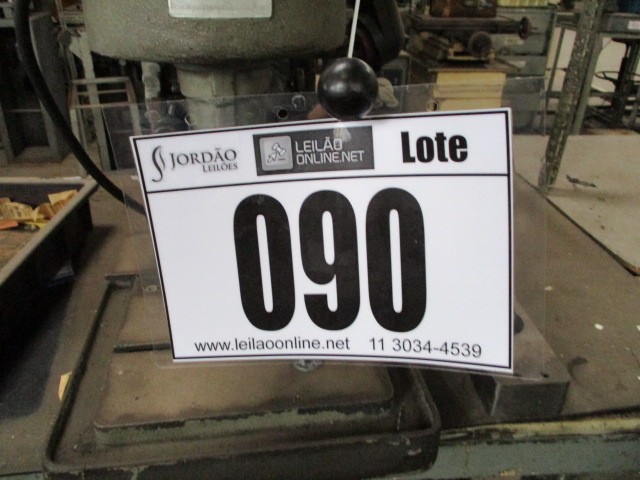 JORDÃO
LEILÕES
LEILÃO
ONLINE.NET
Lote
090
www.leilaoonline.net 11 3034-4539